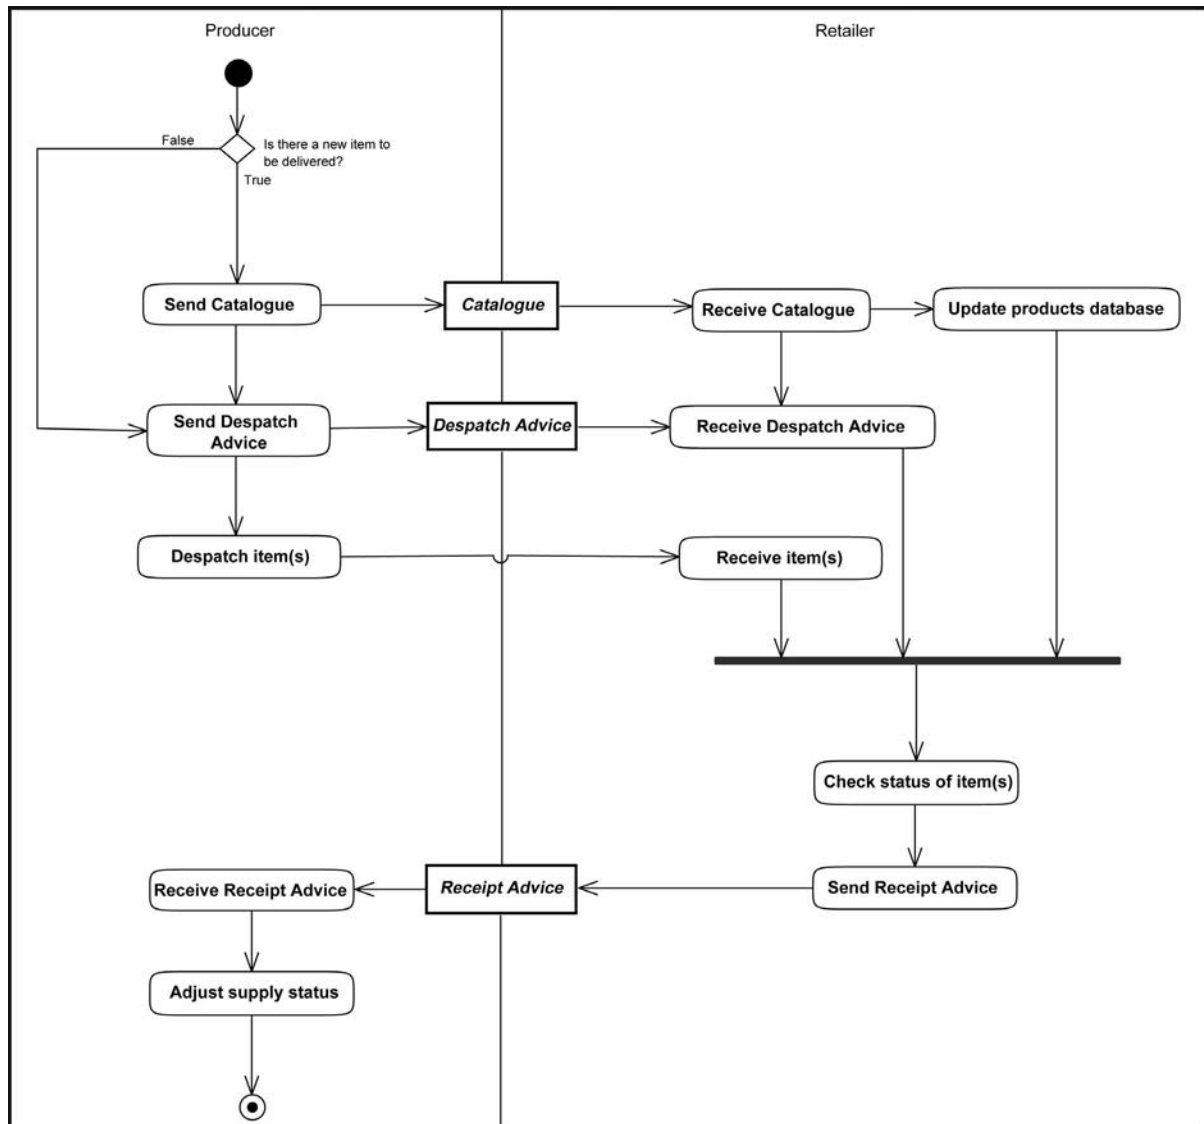 Producer
Retailer
False
Is there a new item to
be delivered?
True
Send Catalogue
Catalogue
Receive Catalogue
Update products database
Send Despatch
Advice
Despatch Advice
Receive Despatch Advice
Despatch item(s)
Receive item(s)
Check status of item(s)
Receive Receipt Advice
Receipt Advice
Send Receipt Advice
Adjust supply status